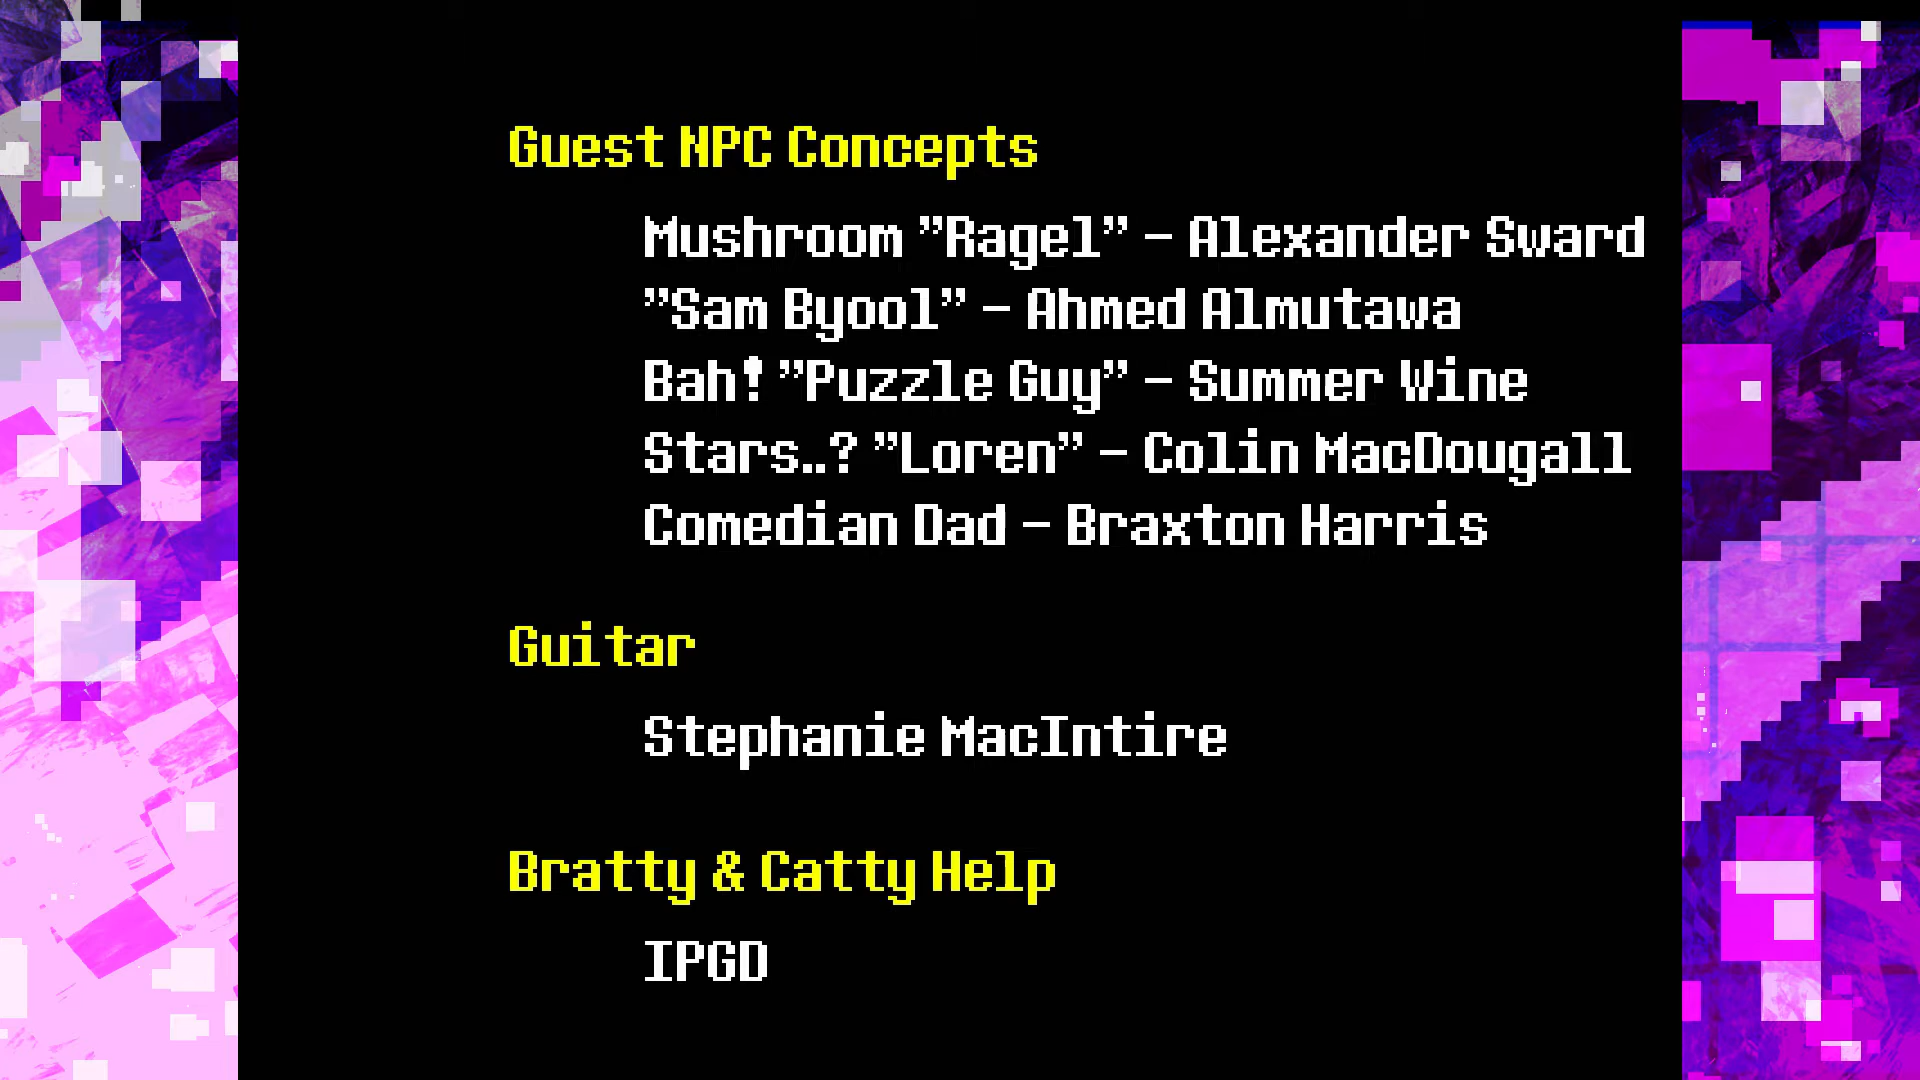 Guest NPC Concepts
Mushroom ”Ragel” – Alexander Sward
”Sam Byool” – Ahmed Almutawa
Bah! ”Puzzle Guy” – Summer Wine
Stars..? ”Loren” – Colin MacDougall
Comedian Dad – Braxton Harris
Guitar
Stephanie MacIntire
Bratty & Catty Help
IPGD